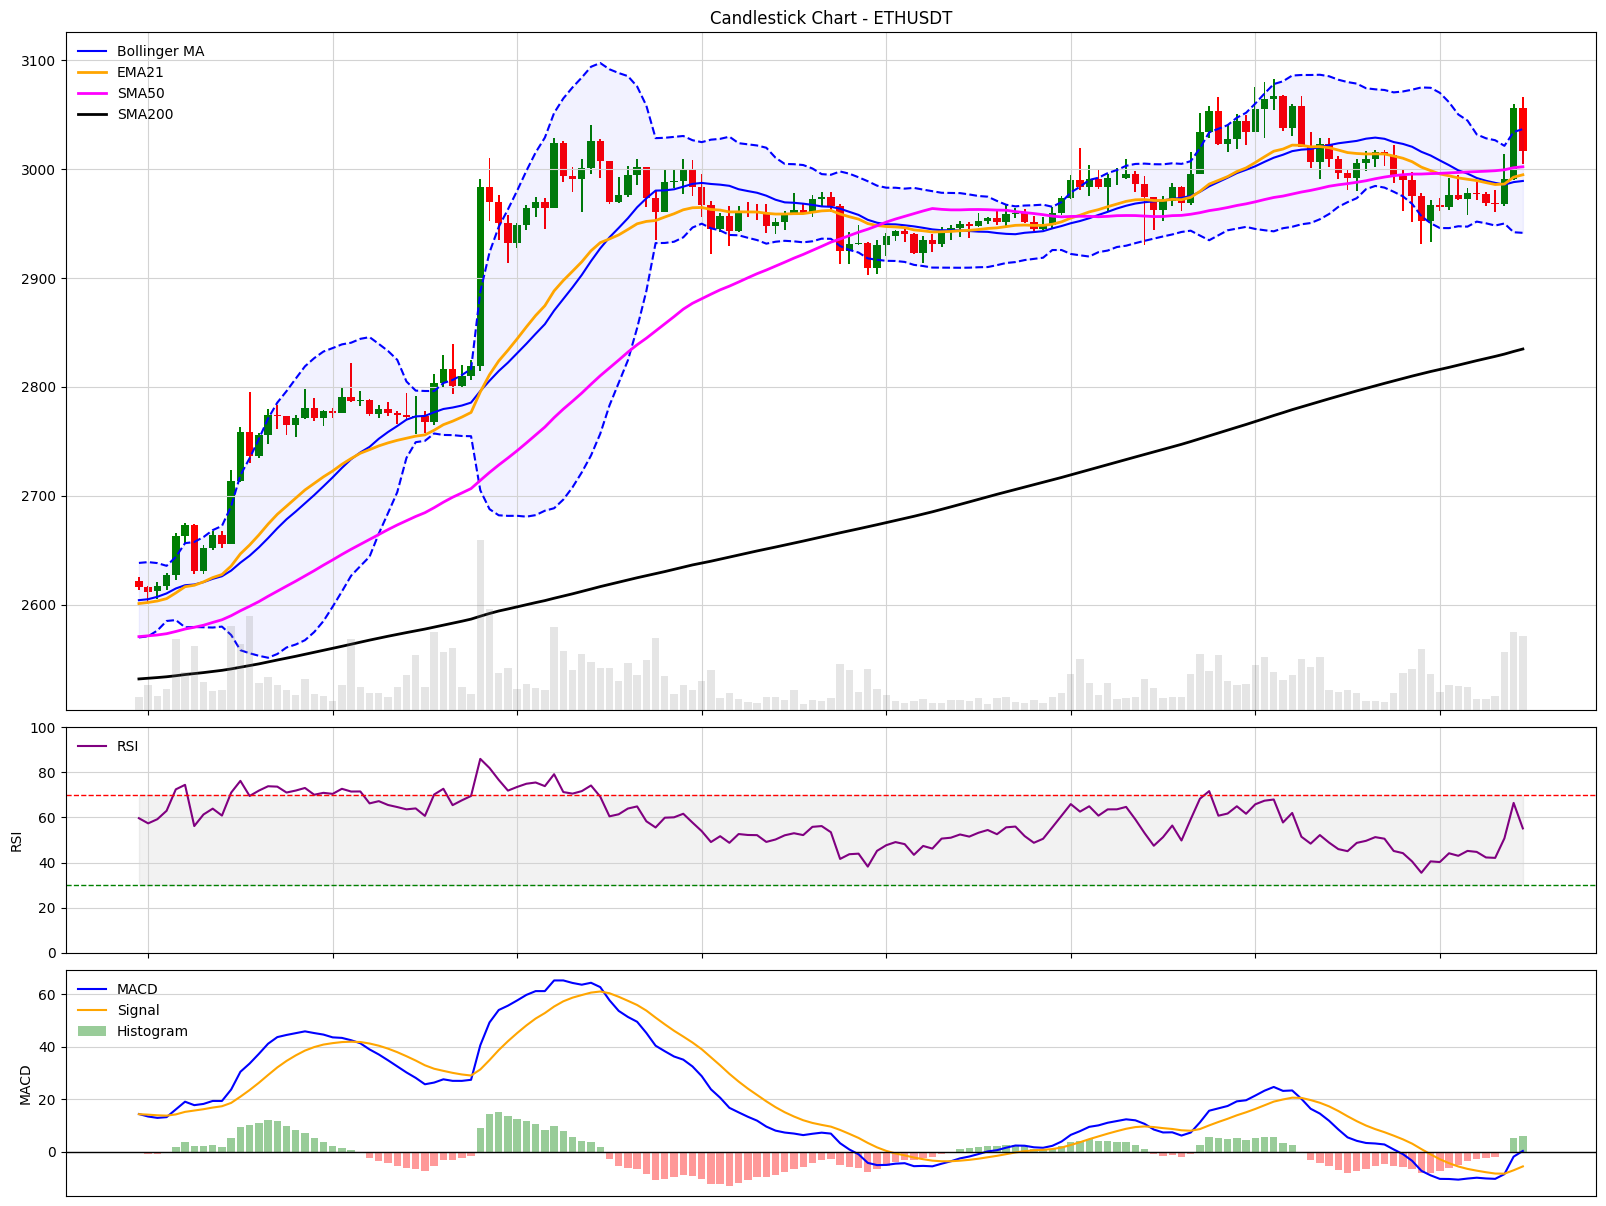 Candlestick Chart - ETHUSDT
Bollinger MA
EMA21
SMA50
SMA200
3100
3000
2900
2800
2700
2600
RSI
100
80
60
40
20
0
RSI
MACD
Signal
Histogram
60
40
20
0
MACD